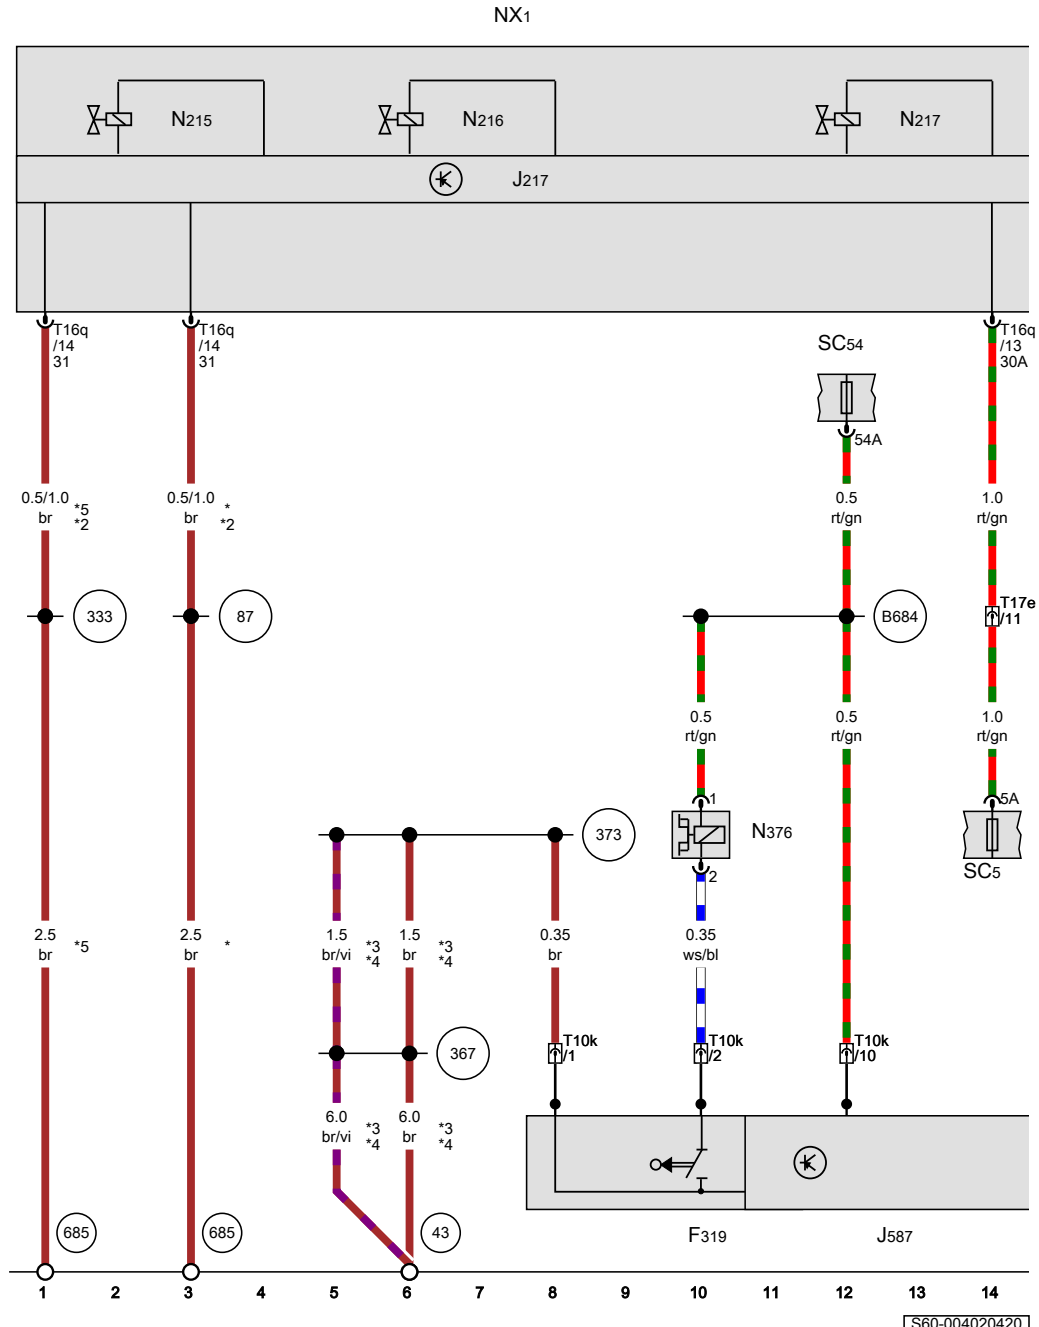 NX1
N215
N216
N217
J217
T16q
/14
31
T16q
/14
31
T16q
/13
30A
SC54
54A
0.5/1.0
br
*5
*2
0.5/1.0
br
*
*2
0.5
rt/gn
1.0
rt/gn
333
87
B684
T17e
/11
0.5
rt/gn
0.5
rt/gn
1.0
rt/gn
1
5A
373
N376
SC5
2
2.5
br
*5
2.5
br
*
1.5
br/vi
*3
*4
1.5
br
*3
*4
0.35
br
0.35
ws/bl
367
T10k
/1
T10k
/2
T10k
/10
6.0
br/vi
*3
*4
6.0
br
*3
*4
685
685
43
F319
J587
1 2 3 4 5 6 7 8 9 10 11 12 13 14
S60-004020420